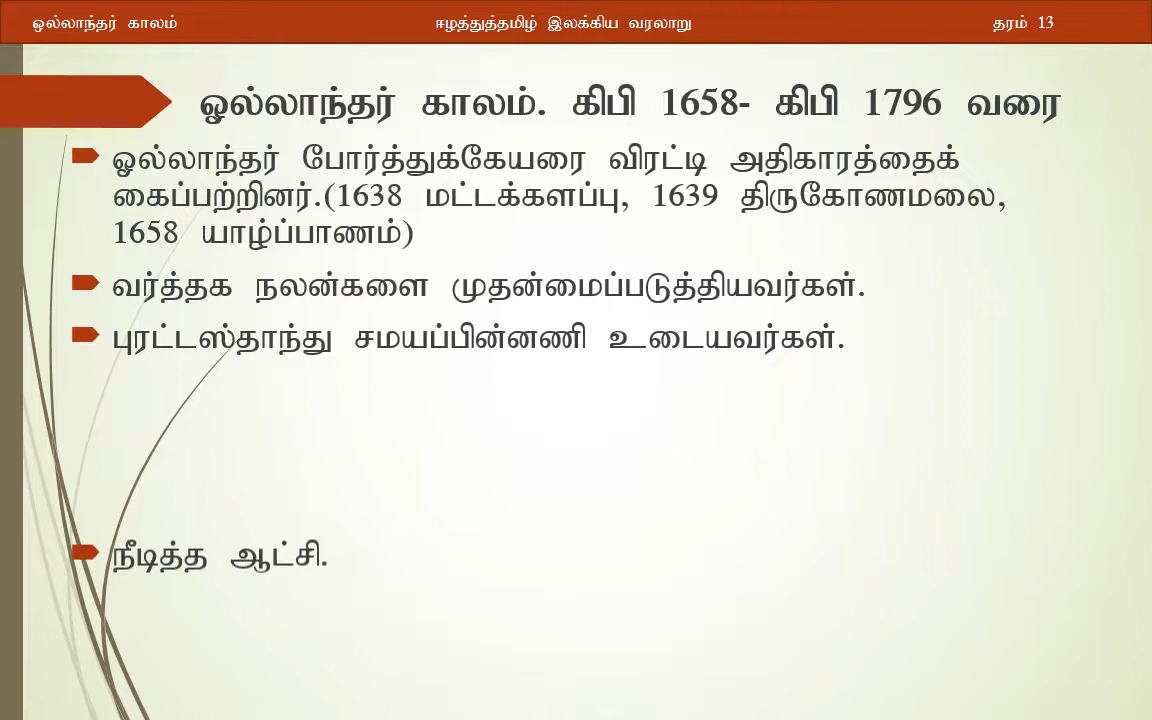 ஒல்லாந்தர் காலம் ஈழத்துத்தமிழ் இலக்கிய வரலாறு தரம் 13
ஒல்லாந்தர் காலம். கிபி 1658- கிபி 1796 வரை
ஒல்லாந்தர் போர்த்துக்கேயரை விரட்டி அதிகாரத்தைக்
கைப்பற்றினர்.(1638 மட்டக்களப்பு, 1639 திருகோணமலை,
1658 யாழ்ப்பாணம்)
வர்த்தக நலன்களை முதன்மைப்படுத்தியவர்கள்.
புரட்டஸ்தாந்து சமயப்பின்னணி உடையவர்கள்.
நீடித்த ஆட்சி.